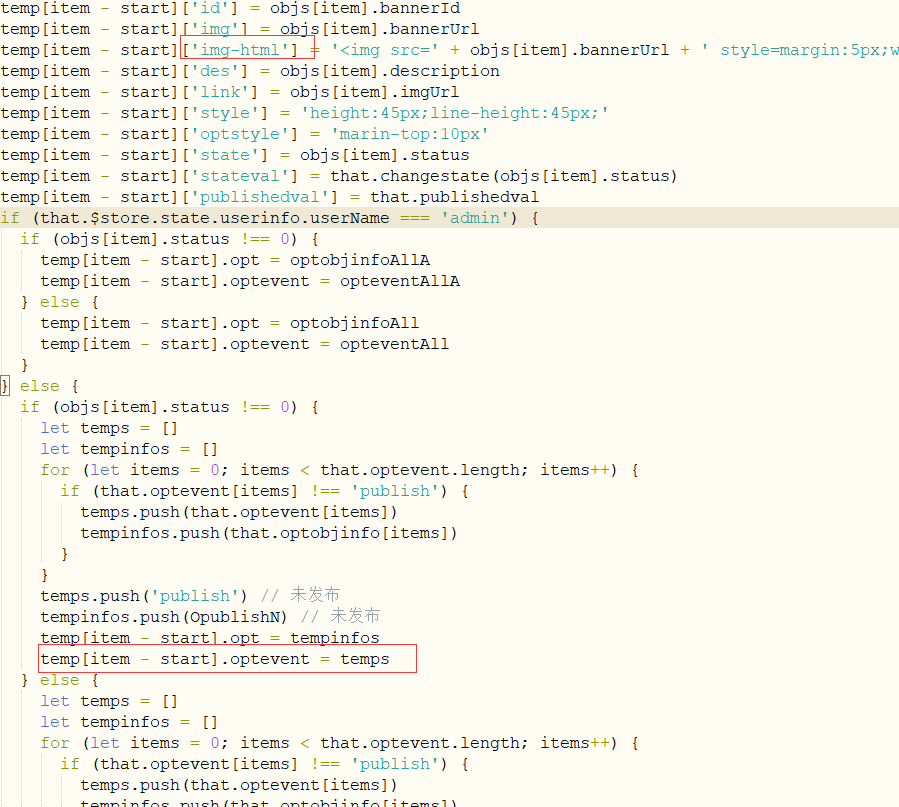 temp[item - start]['id'] = objs[item].bannerId
temp[item - start]['img'] = objs[item].bannerUrl
temp[item - start]['img-html'] = '<img src=' + objs[item].bannerUrl + ' style=margin:5px;w
temp[item - start]['des'] = objs[item].description
temp[item - start]['link'] = objs[item].imgUrl
temp[item - start]['style'] = 'height:45px;line-height:45px;'
temp[item - start]['optstyle'] = 'marin-top:10px'
temp[item - start]['state'] = objs[item].status
temp[item - start]['stateval'] = that.changestate(objs[item].status)
temp[item - start]['publishedval'] = that.publishedval
if (that.$store.state.userinfo.userName === 'admin') {
  if (objs[item].status !== 0) {
    temp[item - start].opt = optobjinfoAllA
    temp[item - start].optevent = opteventAllA
  } else {
    temp[item - start].opt = optobjinfoAll
    temp[item - start].optevent = opteventAll
  }
} else {
  if (objs[item].status !== 0) {
    let temps = []
    let tempinfos = []
    for (let items = 0; items < that.optevent.length; items++) {
      if (that.optevent[items] !== 'publish') {
        temps.push(that.optevent[items])
        tempinfos.push(that.optobjinfo[items])
      }
    }
    temps.push('publish') // 未发布
    tempinfos.push(OpublishN) // 未发布
    temp[item - start].opt = tempinfos
    temp[item - start].optevent = temps
  } else {
    let temps = []
    let tempinfos = []
    for (let items = 0; items < that.optevent.length; items++) {
      if (that.optevent[items] !== 'publish') {
        temps.push(that.optevent[items])
        tempinfos.push(that.optobjinfo[items])